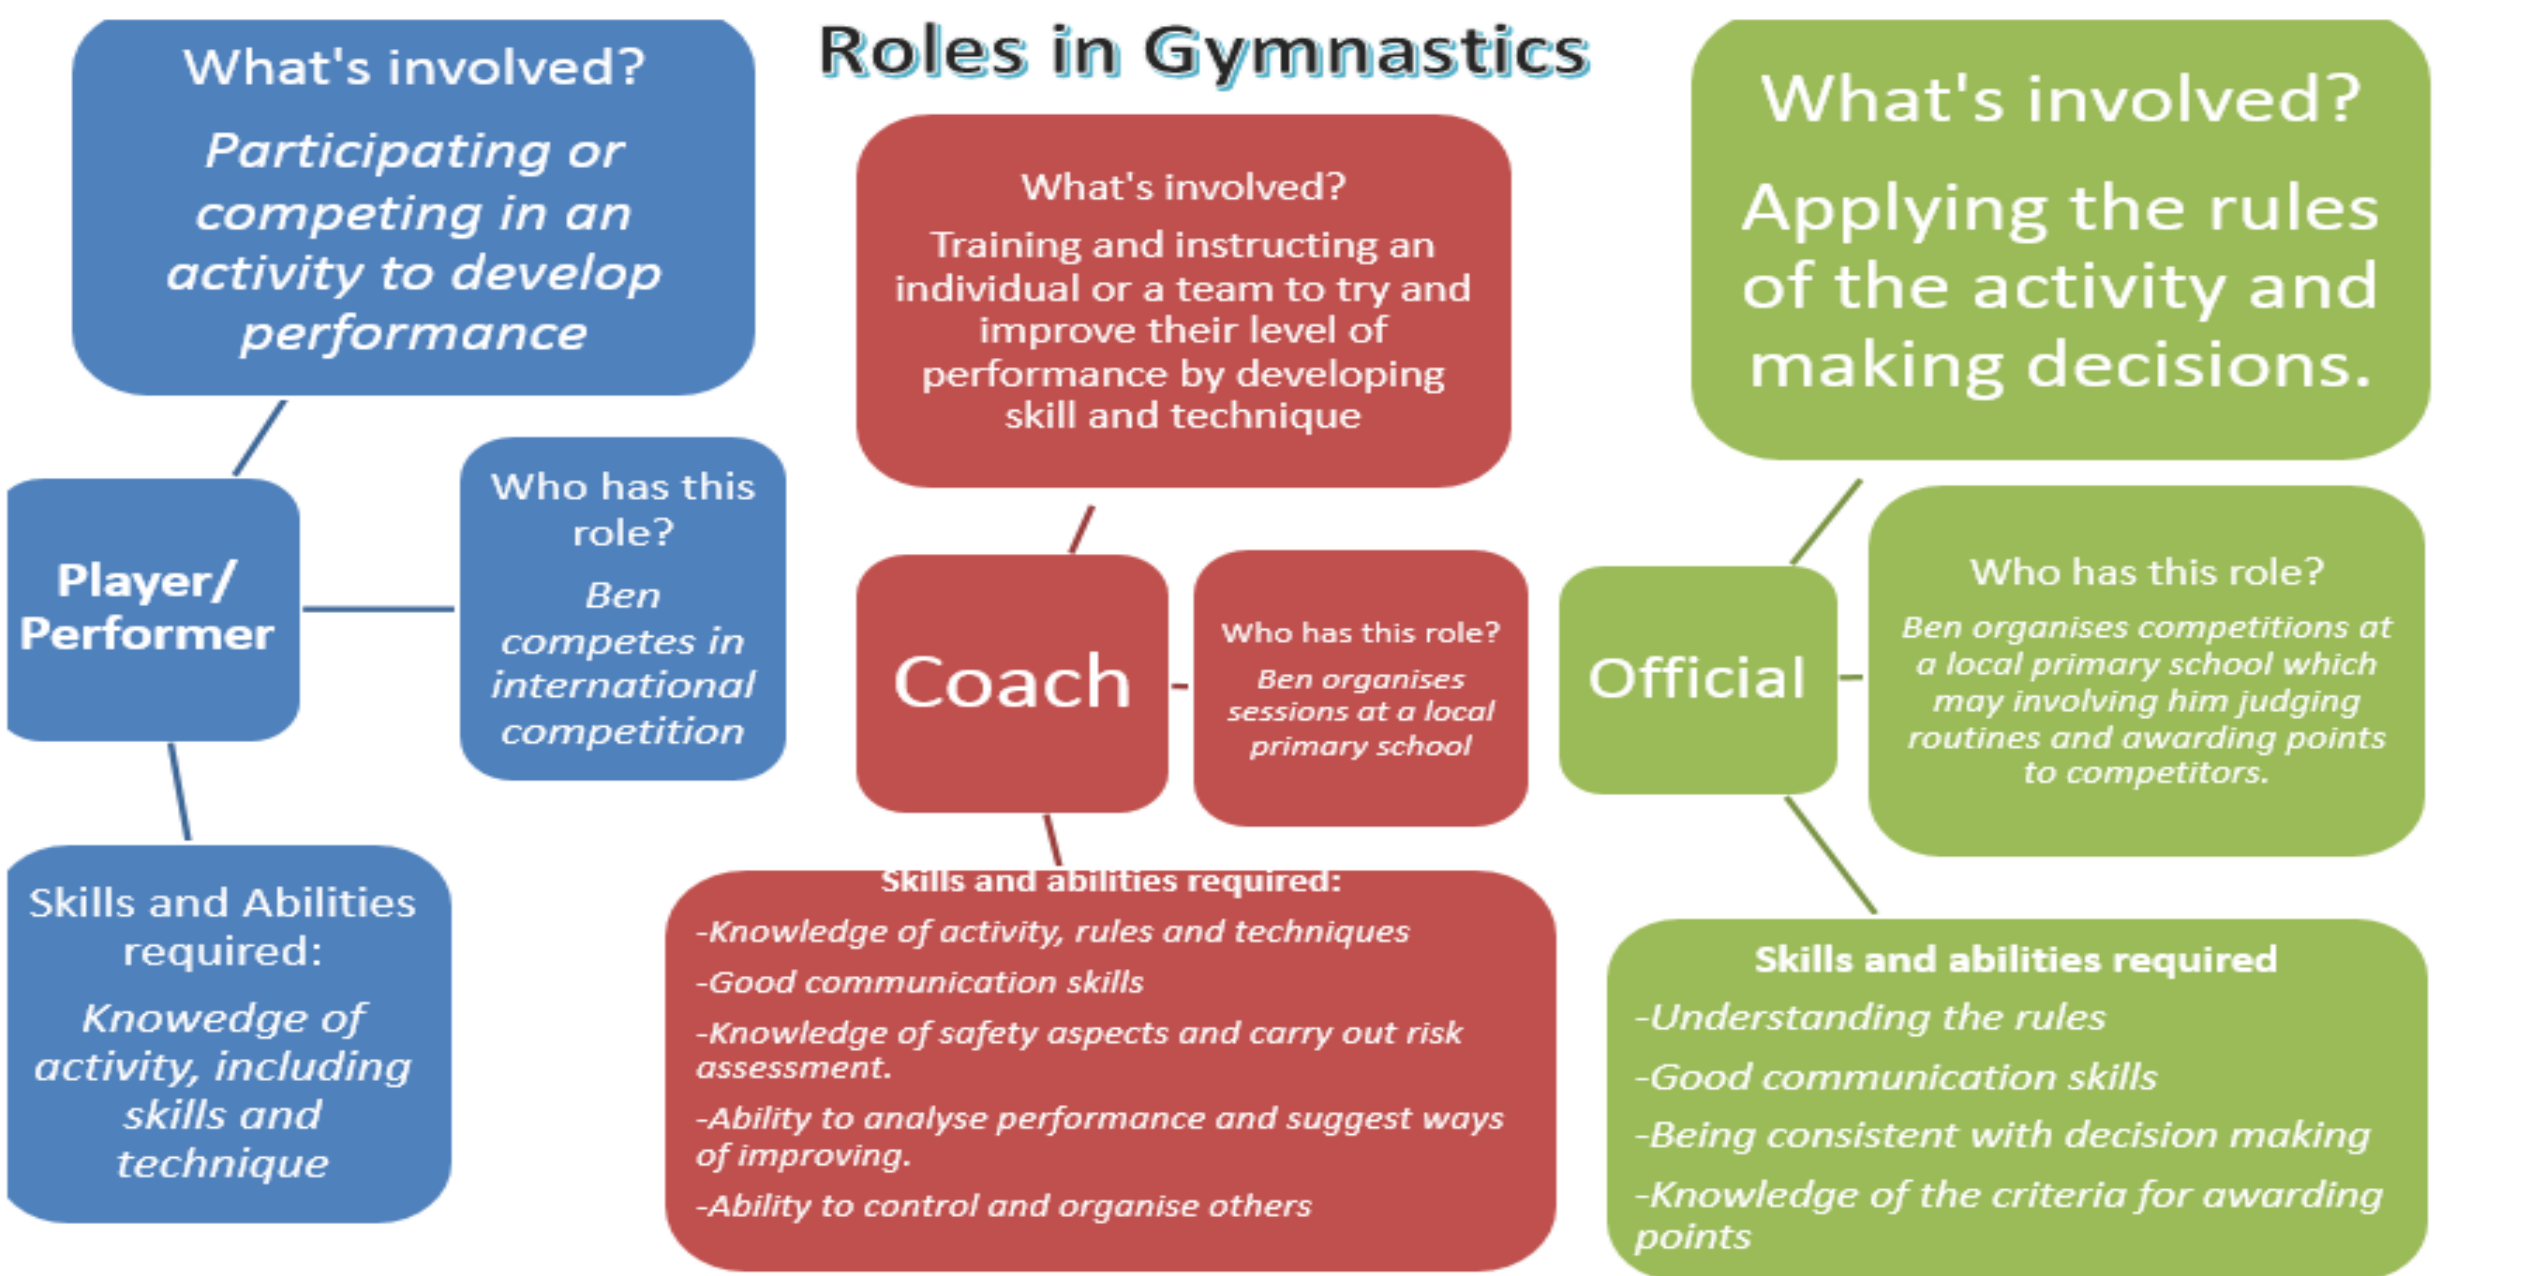 Roles in Gymnastics
What's involved?
Participating or
competing in an
activity to develop
performance
Player/
Performer
Who has this
role?
Ben
competes in
international
competition
Skills and Abilities
required:
Knowedge of
activity, including
skills and
technique
What's involved?
Training and instructing an
individual or a team to try and
improve their level of
performance by developing
skill and technique
Coach
Who has this role?
Ben organises
sessions at a local
primary school
Skills and abilities required:
-Knowledge of activity, rules and techniques
-Good communication skills
-Knowledge of safety aspects and carry out risk
assessment.
-Ability to analyse performance and suggest ways
of improving.
-Ability to control and organise others
What's involved?
Applying the rules
of the activity and
making decisions.
Official
Who has this role?
Ben organises competitions at
a local primary school which
may involving him judging
routines and awarding points
to competitors.
Skills and abilities required
-Understanding the rules
-Good communication skills
-Being consistent with decision making
-Knowledge of the criteria for awarding
points